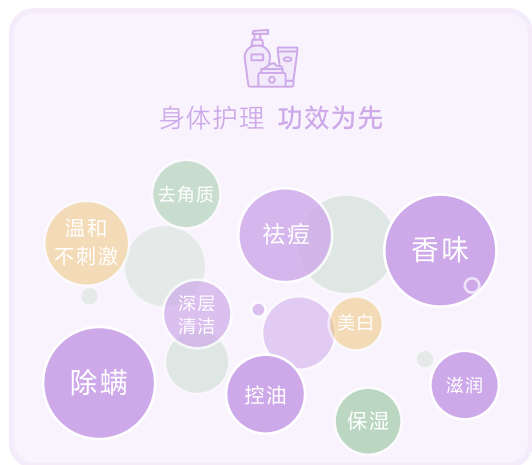 身体护理 功效为先
去角质
温和
不刺激
祛痘
香味
深层
清洁
美白
除螨
控油
保湿
滋润